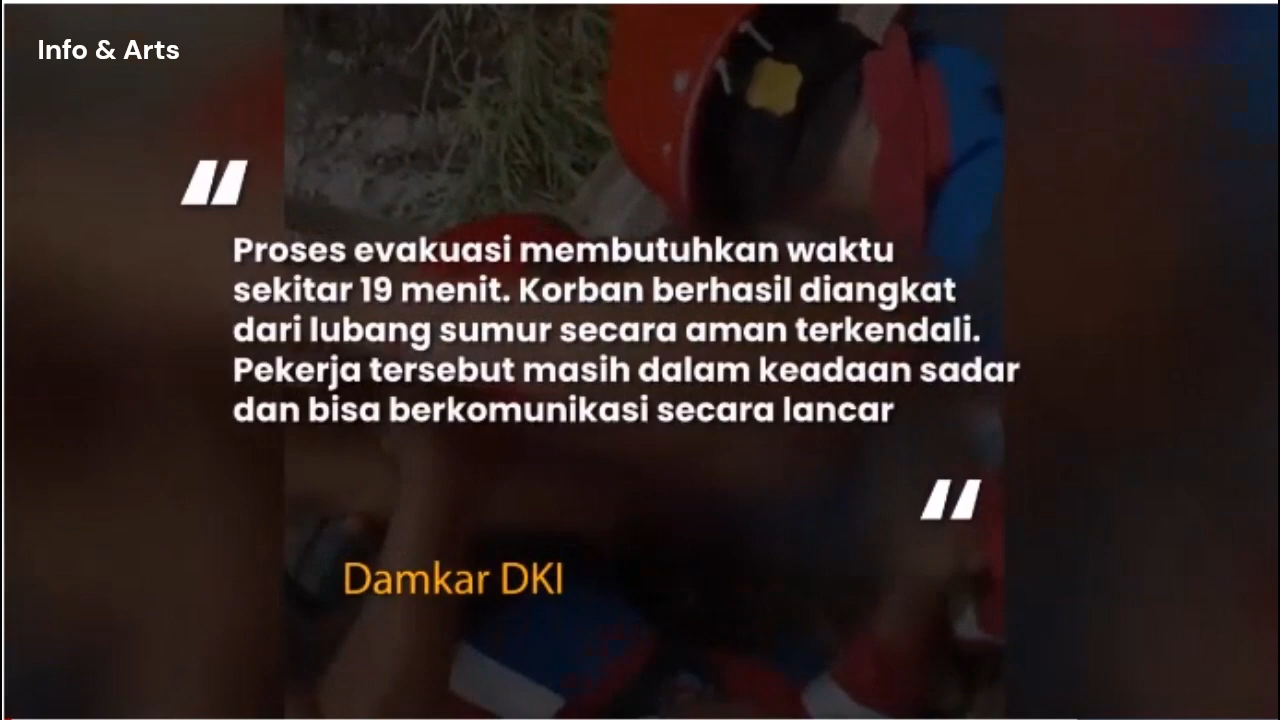 Info & Arts
“
Proses evakuasi membutuhkan waktu
sekitar 19 menit. Korban berhasil diangkat
dari lubang sumur secara aman terkendali.
Pekerja tersebut masih dalam keadaan sadar
dan bisa berkomunikasi secara lancar
“
Damkar DKI